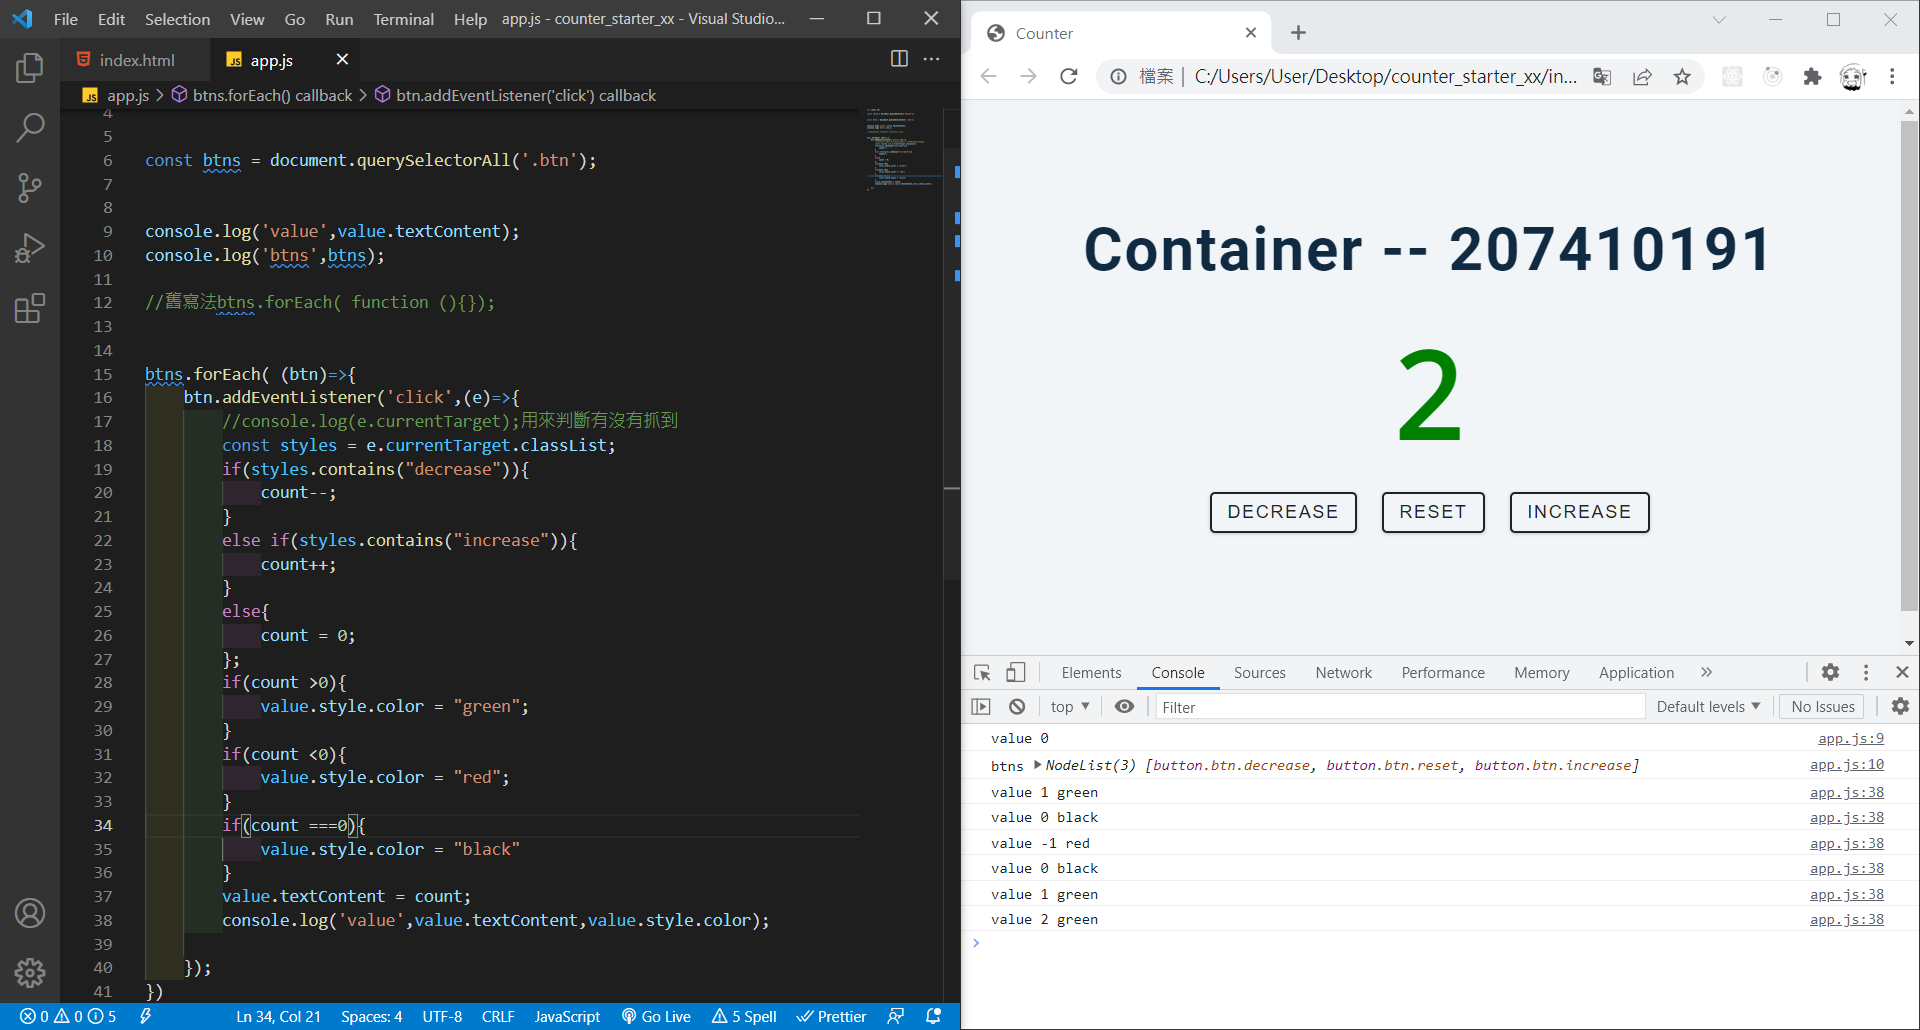 File Edit Selection View Go Run Terminal Help app.js - counter_starter_xx - Visual Studio...
index.html
JS app.js
JS app.js > btns.forEach() callback > btn.addEventListener('click') callback
4
5
6 const btns = document.querySelectorAll('.btn');
7
8
9 console.log('value',value.textContent);
10 console.log('btns',btns);
11
12 //舊寫法btns.forEach( function (){});
13
14
15 btns.forEach( (btn)=>{
16 btn.addEventListener('click',(e)=>{
17 //console.log(e.currentTarget);用來判斷有沒有抓到
18 const styles = e.currentTarget.classList;
19 if(styles.contains("decrease")){
20 count--;
21 }
22 else if(styles.contains("increase")){
23 count++;
24 }
25 else{
26 count = 0;
27 };
28 if(count >0){
29 value.style.color = "green";
30 }
31 if(count <0){
32 value.style.color = "red";
33 }
34 if(count ===0){
35 value.style.color = "black"
36 }
37 value.textContent = count;
38 console.log('value',value.textContent,value.style.color);
39
40 });
41 })
0 0 5 Ln 34, Col 21 Spaces: 4 UTF-8 CRLF JavaScript Go Live 5 Spell Prettier
Counter
檔案 | C:/Users/User/Desktop/counter_starter_xx/in...
Container -- 207410191
2
DECREASE RESET INCREASE
Elements Console Sources Network Performance Memory Application
top Filter Default levels No Issues
value 0 app.js:9
btns NodeList(3) [button.btn.decrease, button.btn.reset, button.btn.increase] app.js:10
value 1 green app.js:38
value 0 black app.js:38
value -1 red app.js:38
value 0 black app.js:38
value 1 green app.js:38
value 2 green app.js:38